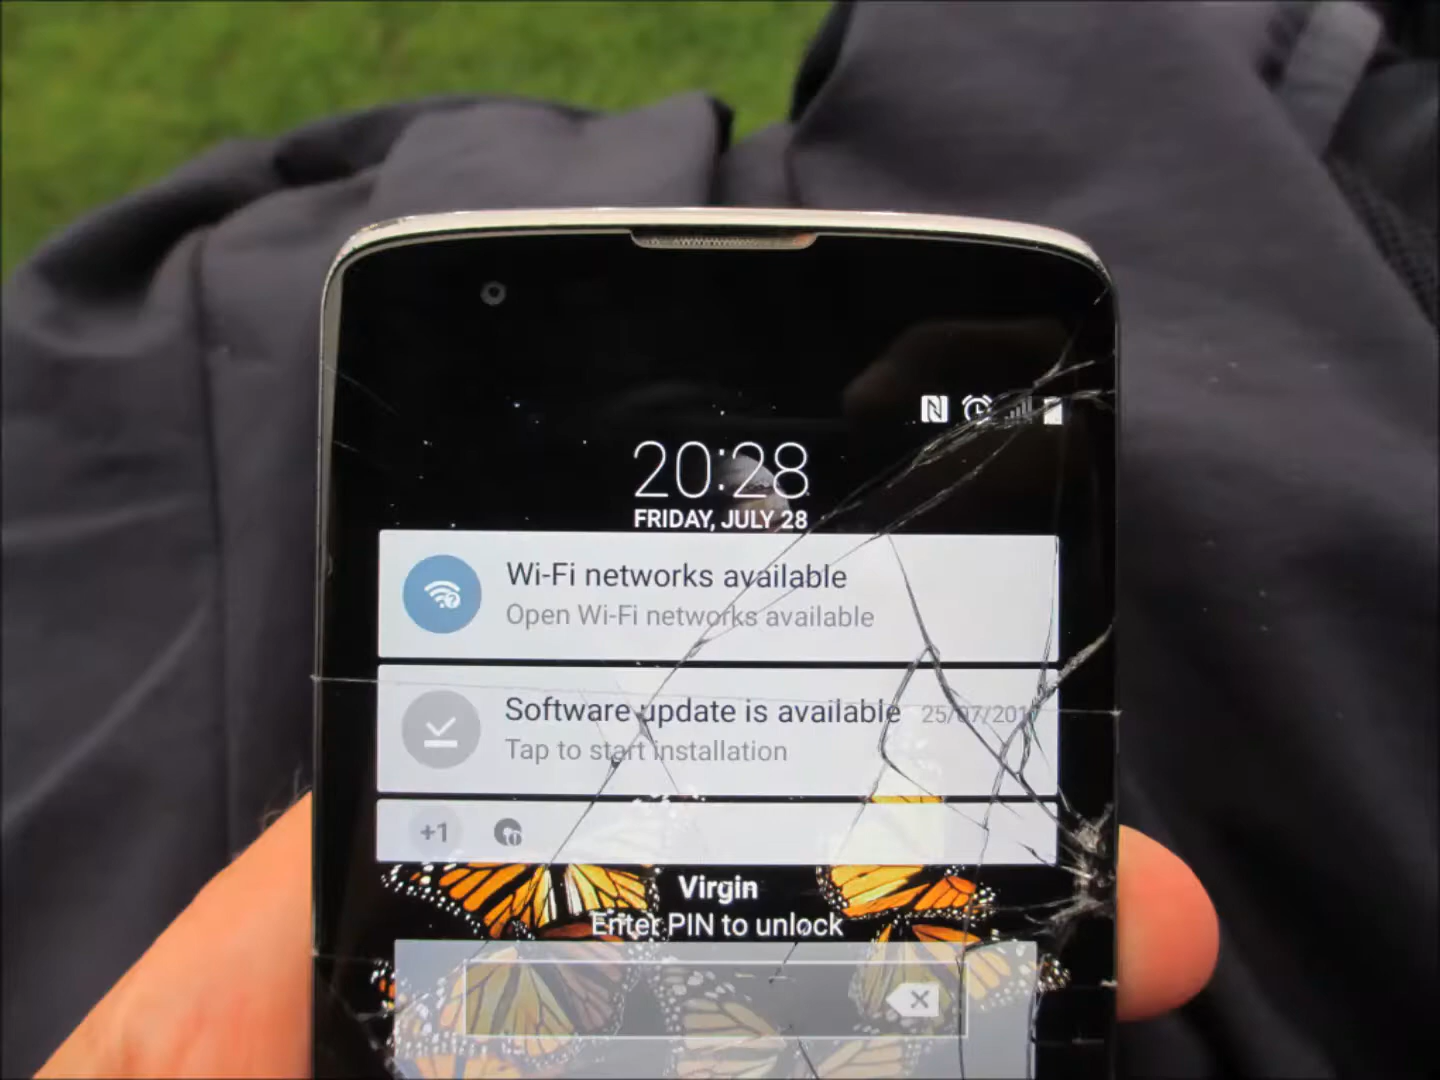 20:28
FRIDAY, JULY 28
Wi-Fi networks available
Open Wi-Fi networks available
Software update is available
Tap to start installation
+1
Virgin
Enter PIN to unlock